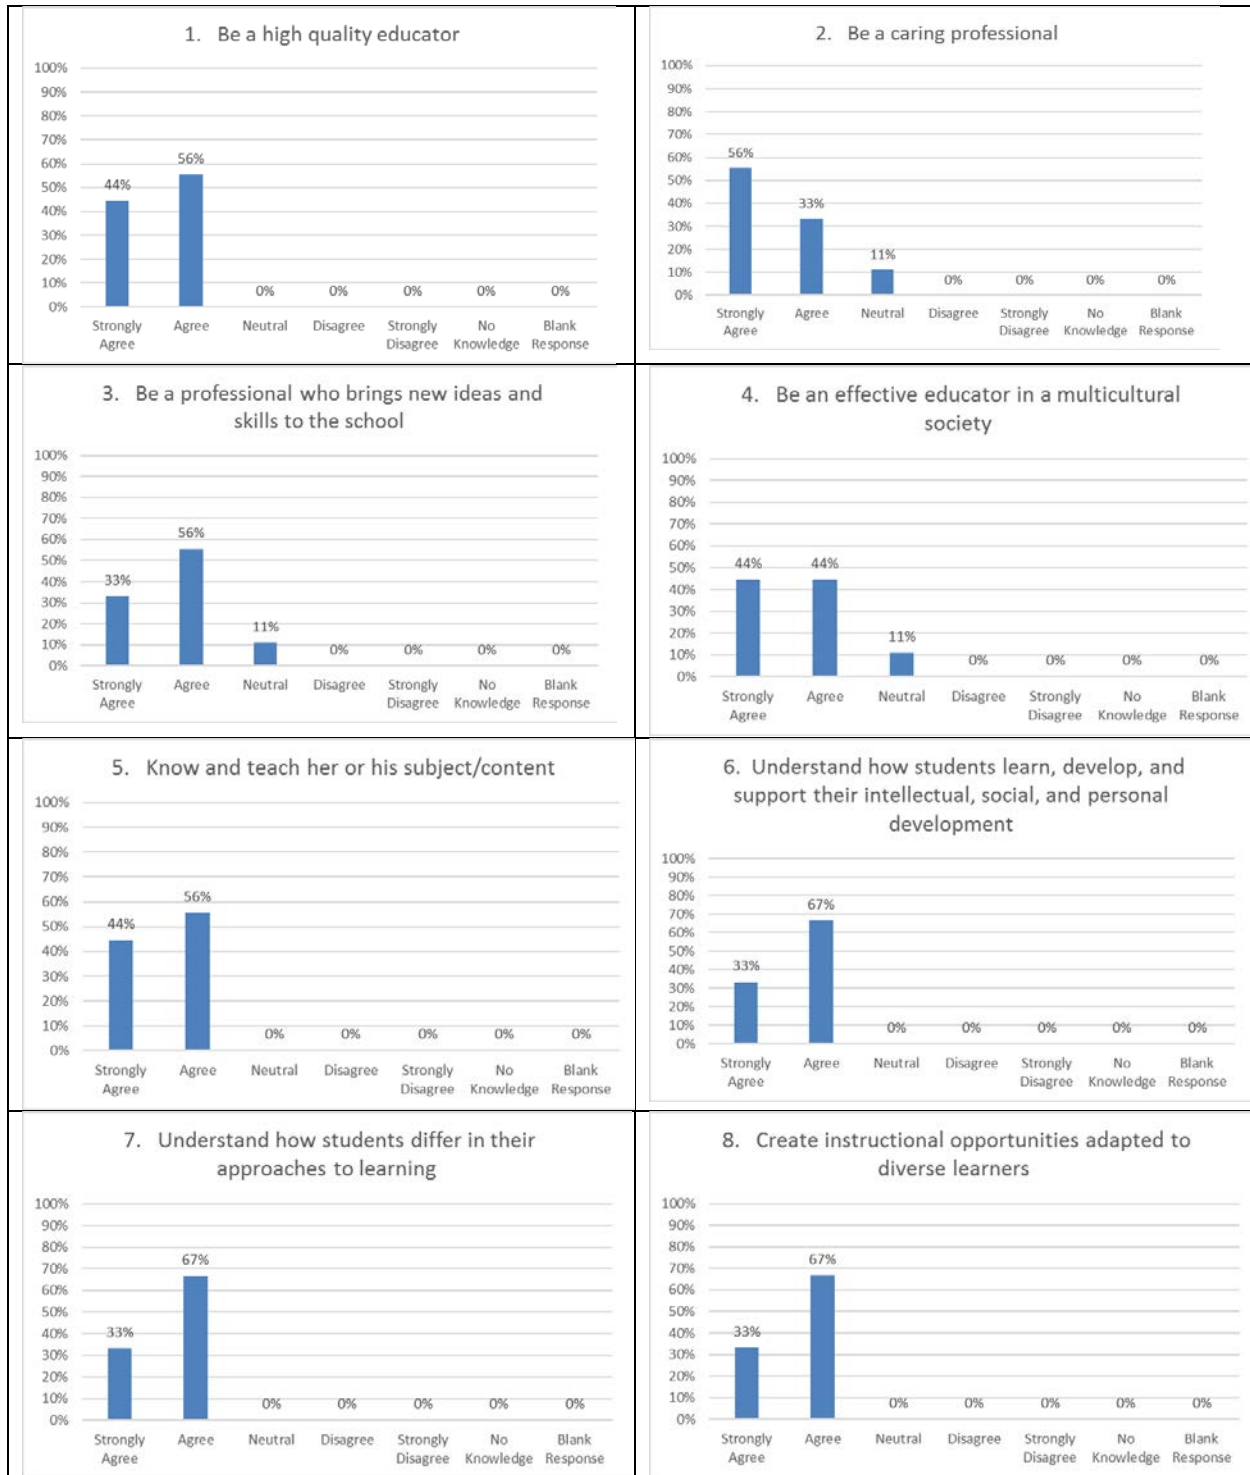 1. Be a high quality educator
100%
90%
80%
70%
60%
50%
40%
30%
20%
10%
0%
44%
56%
0%
0%
0%
0%
0%
Strongly Agree
Agree
Neutral
Disagree
Strongly Disagree
No Knowledge
Blank Response
2. Be a caring professional
100%
90%
80%
70%
60%
50%
40%
30%
20%
10%
0%
56%
33%
11%
0%
0%
0%
0%
Strongly Agree
Agree
Neutral
Disagree
Strongly Disagree
No Knowledge
Blank Response
3. Be a professional who brings new ideas and
skills to the school
100%
90%
80%
70%
60%
50%
40%
30%
20%
10%
0%
33%
56%
11%
0%
0%
0%
0%
Strongly Agree
Agree
Neutral
Disagree
Strongly Disagree
No Knowledge
Blank Response
4. Be an effective educator in a multicultural
society
100%
90%
80%
70%
60%
50%
40%
30%
20%
10%
0%
44%
44%
11%
0%
0%
0%
0%
Strongly Agree
Agree
Neutral
Disagree
Strongly Disagree
No Knowledge
Blank Response
5. Know and teach her or his subject/content
100%
90%
80%
70%
60%
50%
40%
30%
20%
10%
0%
44%
56%
0%
0%
0%
0%
0%
Strongly Agree
Agree
Neutral
Disagree
Strongly Disagree
No Knowledge
Blank Response
6. Understand how students learn, develop, and
support their intellectual, social, and personal
development
100%
90%
80%
70%
60%
50%
40%
30%
20%
10%
0%
33%
67%
0%
0%
0%
0%
0%
Strongly Agree
Agree
Neutral
Disagree
Strongly Disagree
No Knowledge
Blank Response
7. Understand how students differ in their
approaches to learning
100%
90%
80%
70%
60%
50%
40%
30%
20%
10%
0%
33%
67%
0%
0%
0%
0%
0%
Strongly Agree
Agree
Neutral
Disagree
Strongly Disagree
No Knowledge
Blank Response
8. Create instructional opportunities adapted to
diverse learners
100%
90%
80%
70%
60%
50%
40%
30%
20%
10%
0%
33%
67%
0%
0%
0%
0%
0%
Strongly Agree
Agree
Neutral
Disagree
Strongly Disagree
No Knowledge
Blank Response